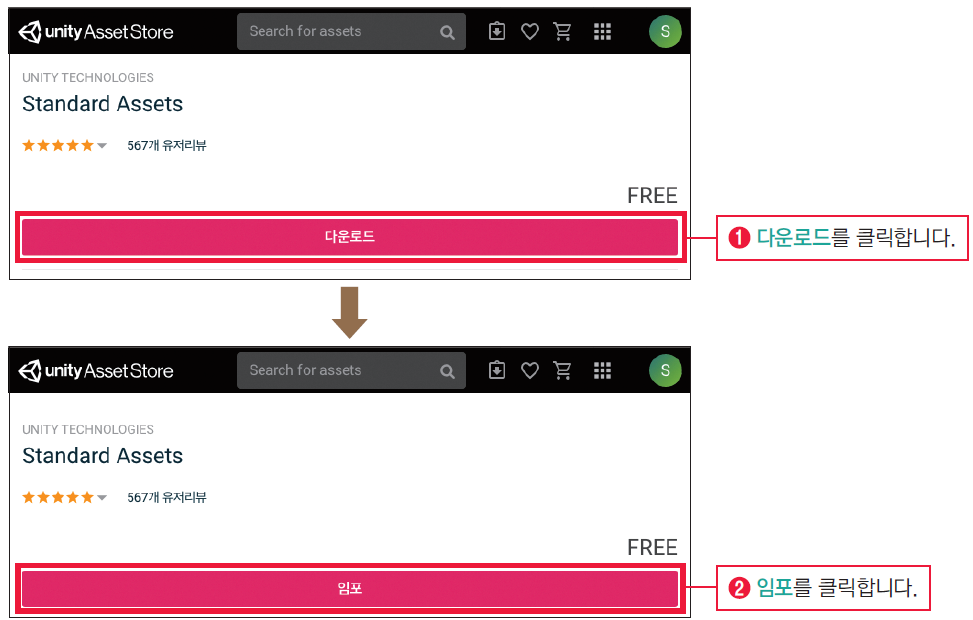 unity Asset Store Search for assets S
UNITY TECHNOLOGIES
Standard Assets
567개 유저리뷰
FREE
다운로드
1 다운로드를 클릭합니다.
unity Asset Store Search for assets S
UNITY TECHNOLOGIES
Standard Assets
567개 유저리뷰
FREE
임포
2 임포를 클릭합니다.